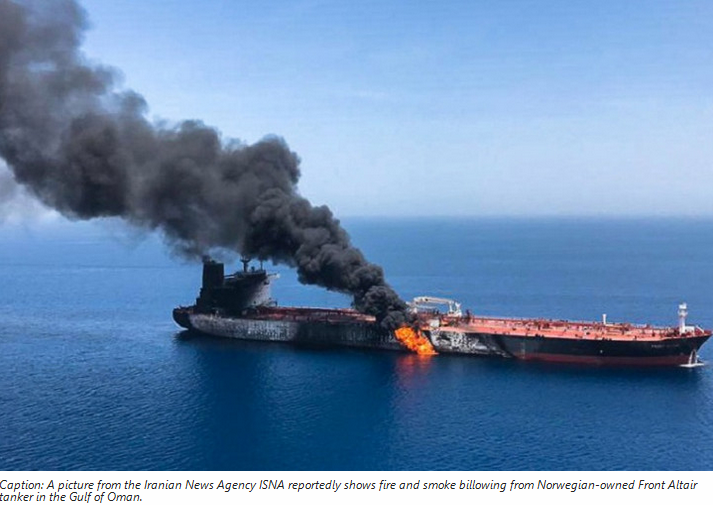 Caption: A picture from the Iranian News Agency ISNA reportedly shows fire and smoke billowing from Norwegian-owned Front Altair
tanker in the Gulf of Oman.